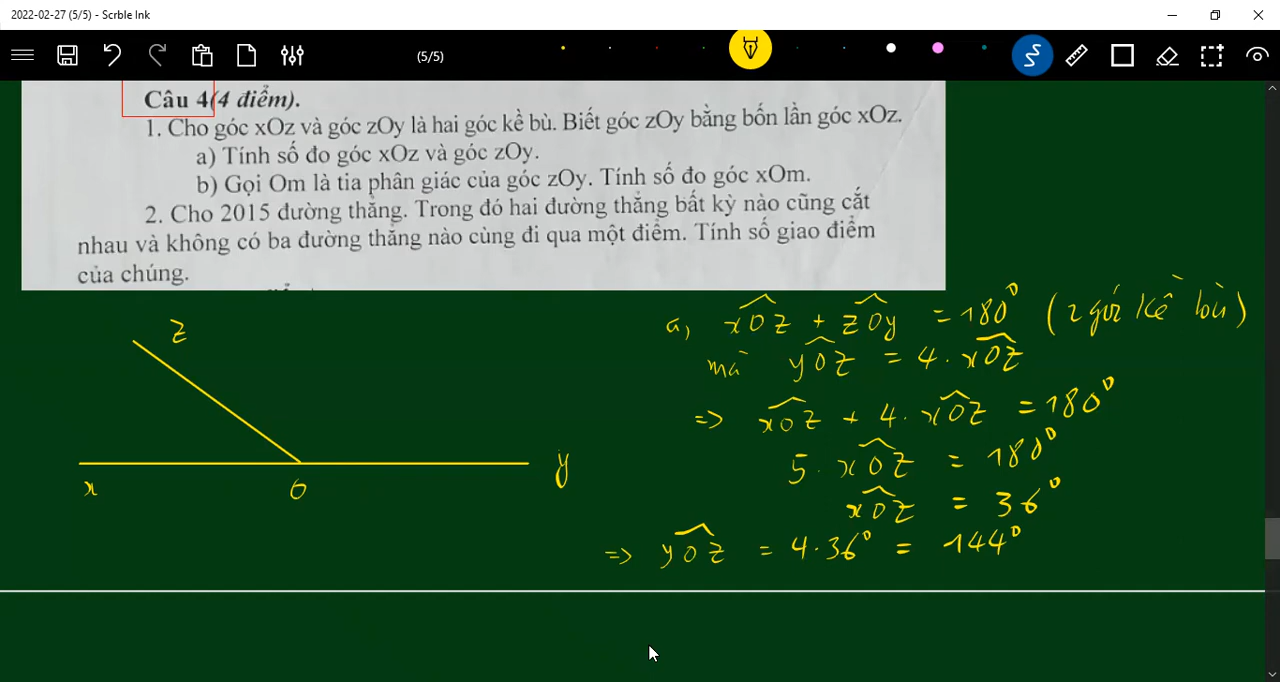 2022-02-27 (5/5) - Scrble Ink
(5/5)
Câu 4(4 điểm).
1. Cho góc xOz và góc zOy là hai góc kề bù. Biết góc zOy bằng bốn lần góc xOz.
a) Tính số đo góc xOz và góc zOy.
b) Gọi Om là tia phân giác của góc zOy. Tính số đo góc xOm.
2. Cho 2015 đường thẳng. Trong đó hai đường thẳng bất kỳ nào cũng cắt
nhau và không có ba đường thẳng nào cùng đi qua một điểm. Tính số giao điểm
của chúng.
z
x
O
y
a, xOz + zOy = 180° (2 góc kề bù)
mà yOz = 4 . xOz
=> xOz + 4 . xOz = 180°
5 . xOz = 180°
xOz = 36°
=> yOz = 4 . 36° = 144°